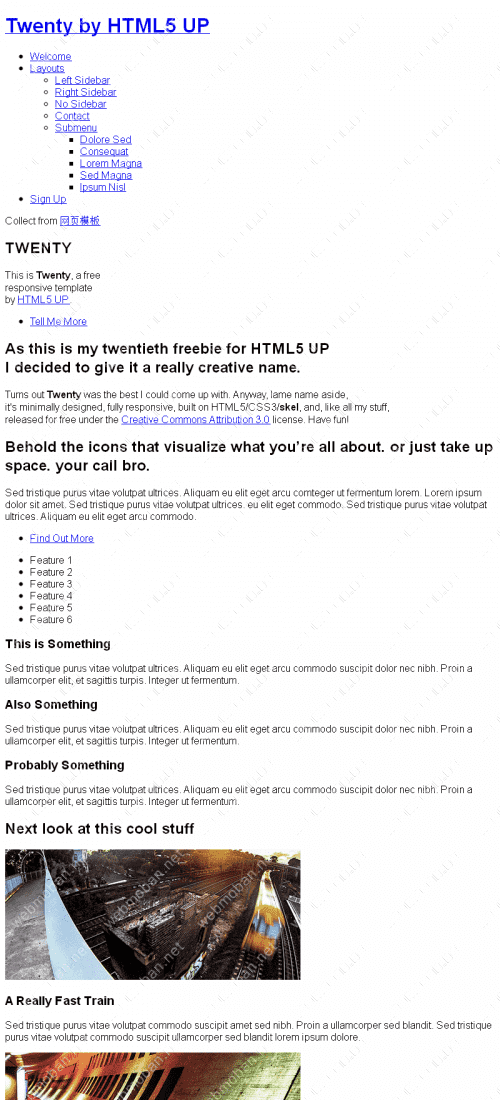 Twenty by HTML5 UP
Welcome
Layouts
Left Sidebar
Right Sidebar
No Sidebar
Contact
Submenu
Dolore Sed
Consequat
Lorem Magna
Sed Magna
Ipsum Nisl
Sign Up
Collect from 网页模板
TWENTY
This is Twenty, a free
responsive template
by HTML5 UP.
Tell Me More
As this is my twentieth freebie for HTML5 UP
I decided to give it a really creative name.
Turns out Twenty was the best I could come up with. Anyway, lame name aside,
it's minimally designed, fully responsive, built on HTML5/CSS3/skel, and, like all my stuff,
released for free under the Creative Commons Attribution 3.0 license. Have fun!
Behold the icons that visualize what you're all about. or just take up
space. your call bro.
Sed tristique purus vitae volutpat ultrices. Aliquam eu elit eget arcu comteger ut fermentum lorem. Lorem ipsum
dolor sit amet. Sed tristique purus vitae volutpat ultrices. eu elit eget commodo. Sed tristique purus vitae volutpat
ultrices. Aliquam eu elit eget arcu commodo.
Find Out More
Feature 1
Feature 2
Feature 3
Feature 4
Feature 5
Feature 6
This is Something
Sed tristique purus vitae volutpat ultrices. Aliquam eu elit eget arcu commodo suscipit dolor nec nibh. Proin a
ullamcorper elit, et sagittis turpis. Integer ut fermentum.
Also Something
Sed tristique purus vitae volutpat ultrices. Aliquam eu elit eget arcu commodo suscipit dolor nec nibh. Proin a
ullamcorper elit, et sagittis turpis. Integer ut fermentum.
Probably Something
Sed tristique purus vitae volutpat ultrices. Aliquam eu elit eget arcu commodo suscipit dolor nec nibh. Proin a
ullamcorper elit, et sagittis turpis. Integer ut fermentum.
Next look at this cool stuff
webmoban.net
webmoban.net
webmoban.net
A Really Fast Train
Sed tristique purus vitae volutpat commodo suscipit amet sed nibh. Proin a ullamcorper sed blandit. Sed tristique
purus vitae volutpat commodo suscipit ullamcorper sed blandit lorem ipsum dolore.